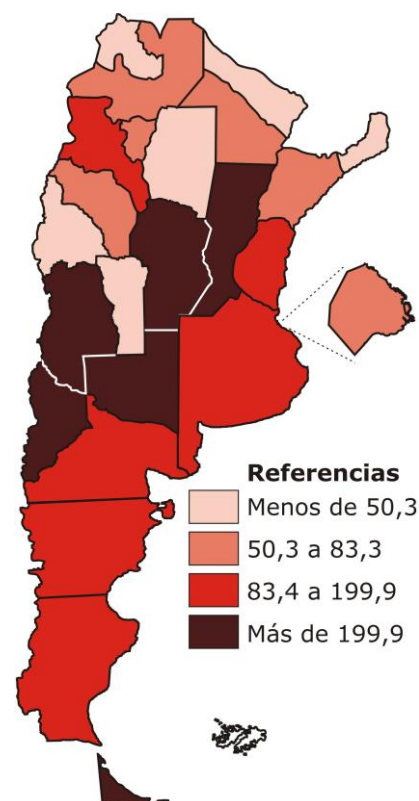 Referencias
Menos de 50,3
50,3 a 83,3
83,4 a 199,9
Más de 199,9